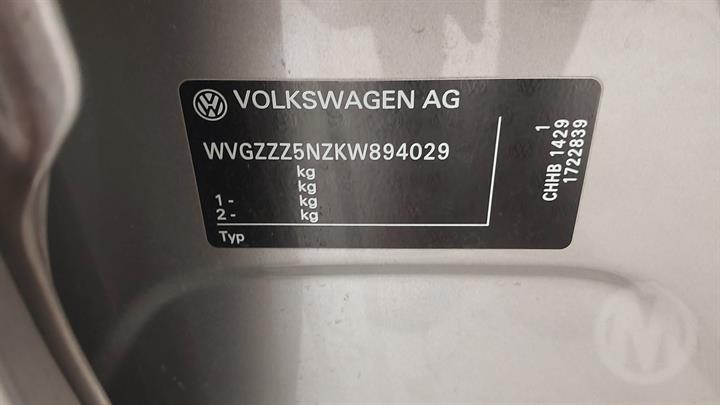 VOLKSWAGEN AG
WVGZZZ5NZKW894029
kg
kg
1 - kg
2 - kg
Typ
1
CHHB 1429
1722839
M